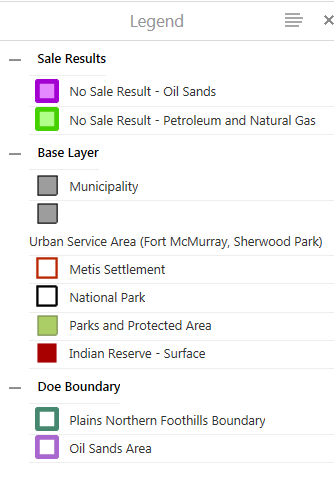 Legend
Sale Results
No Sale Result - Oil Sands
No Sale Result - Petroleum and Natural Gas
Base Layer
Municipality
Urban Service Area (Fort McMurray, Sherwood Park)
Metis Settlement
National Park
Parks and Protected Area
Indian Reserve - Surface
Doe Boundary
Plains Northern Foothills Boundary
Oil Sands Area